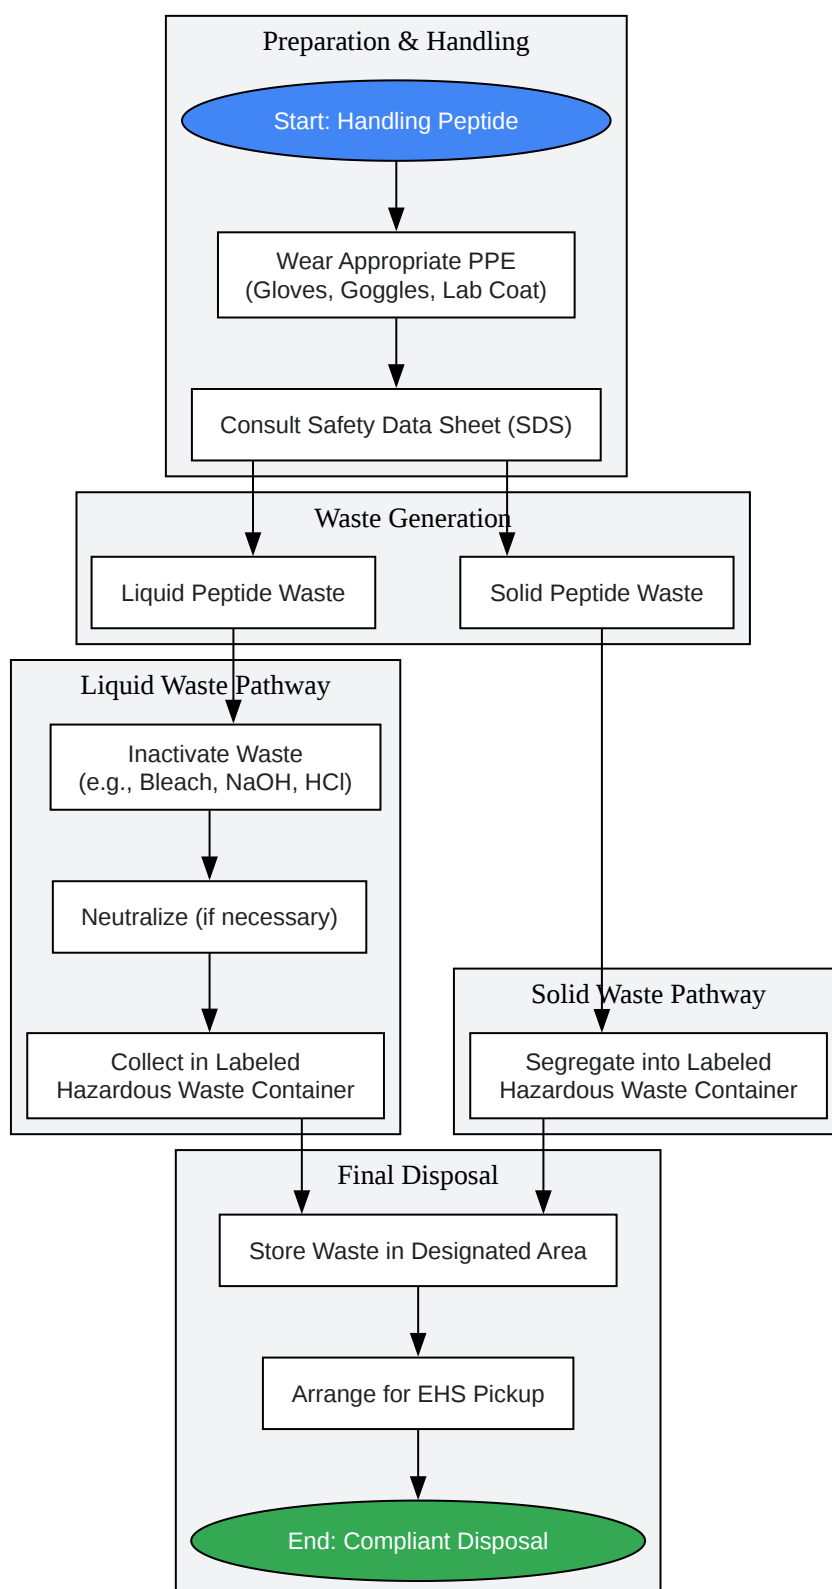 Preparation & Handling
Start: Handling Peptide
Wear Appropriate PPE
(Gloves, Goggles, Lab Coat)
Consult Safety Data Sheet (SDS)
Waste Generation
Liquid Peptide Waste
Solid Peptide Waste
Liquid Waste Pathway
Inactivate Waste
(e.g., Bleach, NaOH, HCl)
Neutralize (if necessary)
Collect in Labeled
Hazardous Waste Container
Solid Waste Pathway
Segregate into Labeled
Hazardous Waste Container
Final Disposal
Store Waste in Designated Area
Arrange for EHS Pickup
End: Compliant Disposal